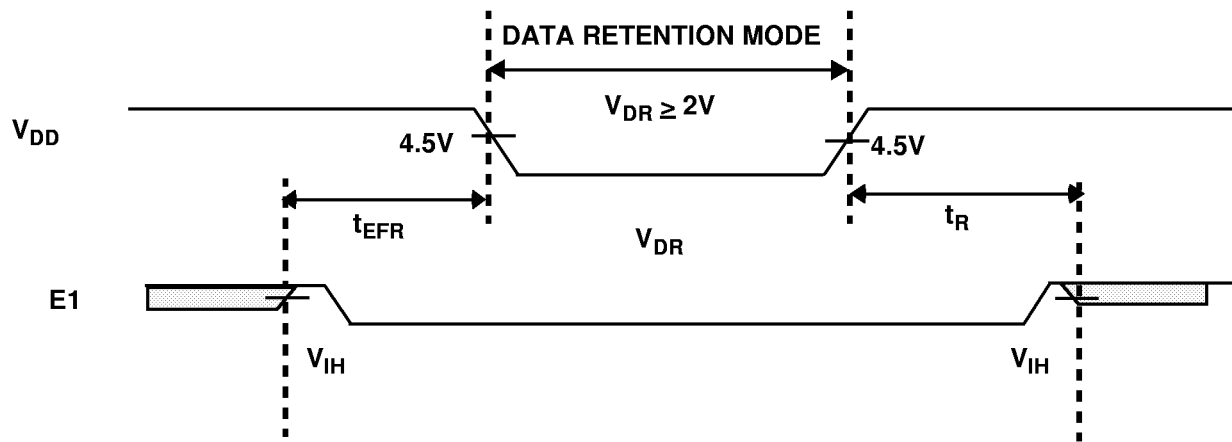 DATA RETENTION MODE
V_DR ≥ 2V
V_DD
4.5V
4.5V
t_EFR
t_R
V_DR
E1
V_IH
V_IH